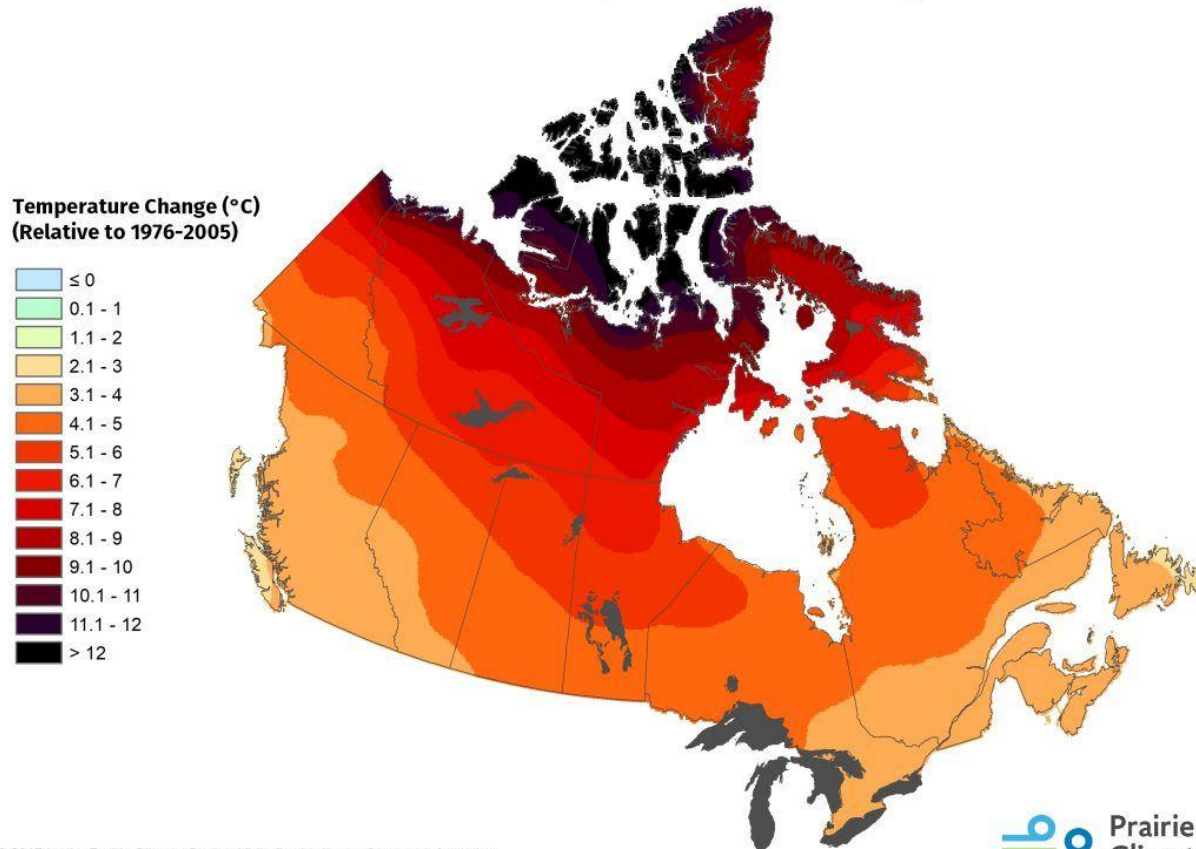 Temperature Change (°C)
(Relative to 1976-2005)
≤ 0
0.1 - 1
1.1 - 2
2.1 - 3
3.1 - 4
4.1 - 5
5.1 - 6
6.1 - 7
7.1 - 8
8.1 - 9
9.1 - 10
10.1 - 11
11.1 - 12
> 12
Prairie